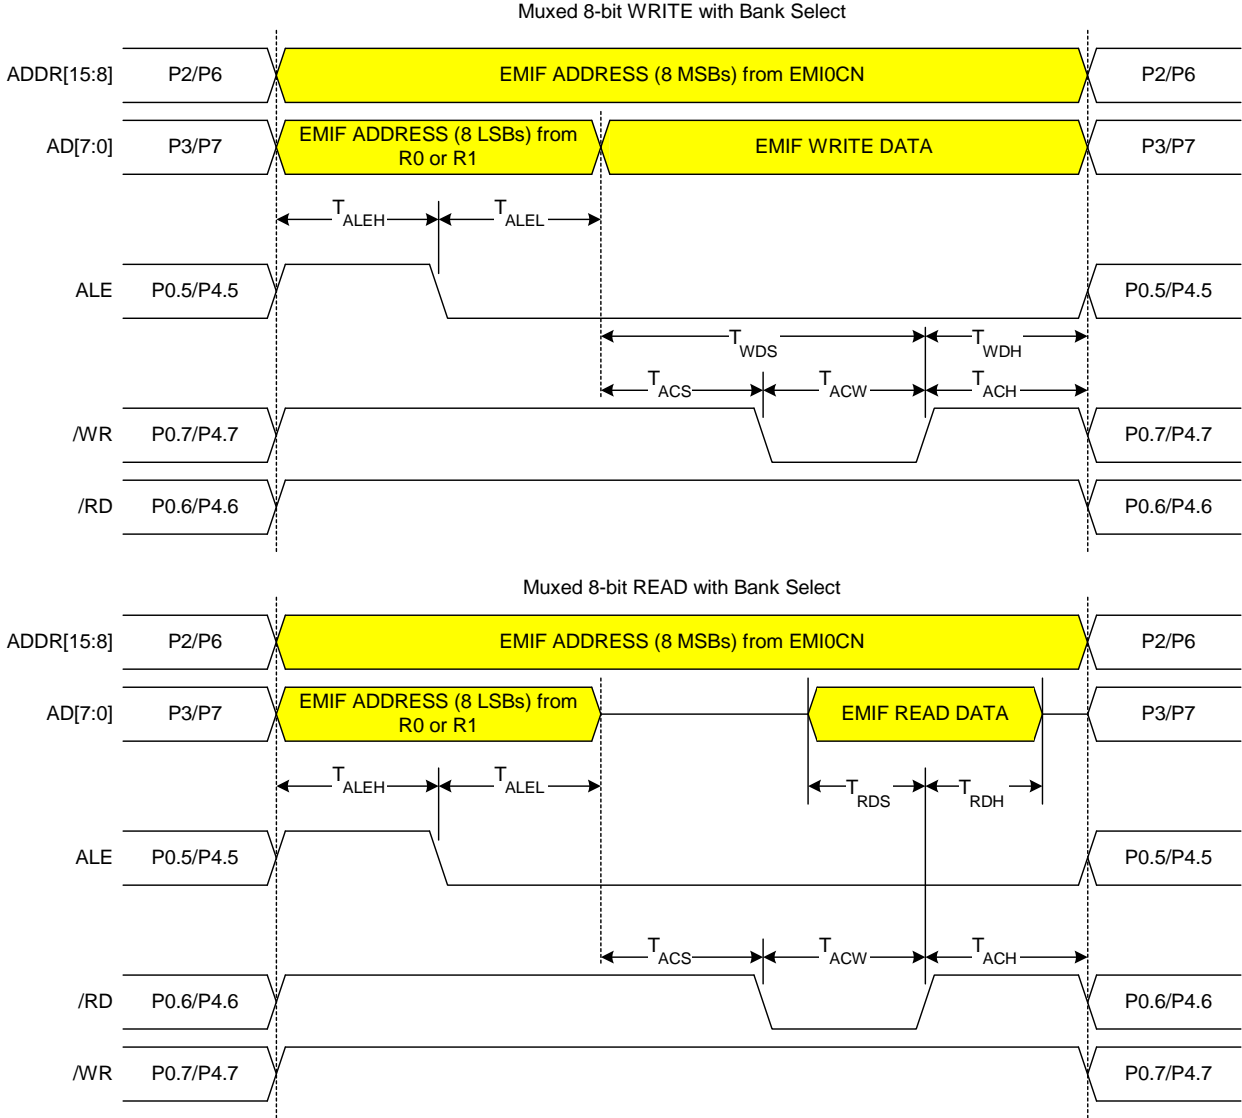 Muxed 8-bit WRITE with Bank Select
ADDR[15:8] P2/P6 EMIF ADDRESS (8 MSBs) from EMI0CN P2/P6
AD[7:0] P3/P7 EMIF ADDRESS (8 LSBs) from R0 or R1 EMIF WRITE DATA P3/P7
TALEH TALEL
ALE P0.5/P4.5 P0.5/P4.5
TWDS TWDH
TACS TACW TACH
/WR P0.7/P4.7 P0.7/P4.7
/RD P0.6/P4.6 P0.6/P4.6
Muxed 8-bit READ with Bank Select
ADDR[15:8] P2/P6 EMIF ADDRESS (8 MSBs) from EMI0CN P2/P6
AD[7:0] P3/P7 EMIF ADDRESS (8 LSBs) from R0 or R1 EMIF READ DATA P3/P7
TALEH TALEL TRDS TRDH
ALE P0.5/P4.5 P0.5/P4.5
TACS TACW TACH
/RD P0.6/P4.6 P0.6/P4.6
/WR P0.7/P4.7 P0.7/P4.7